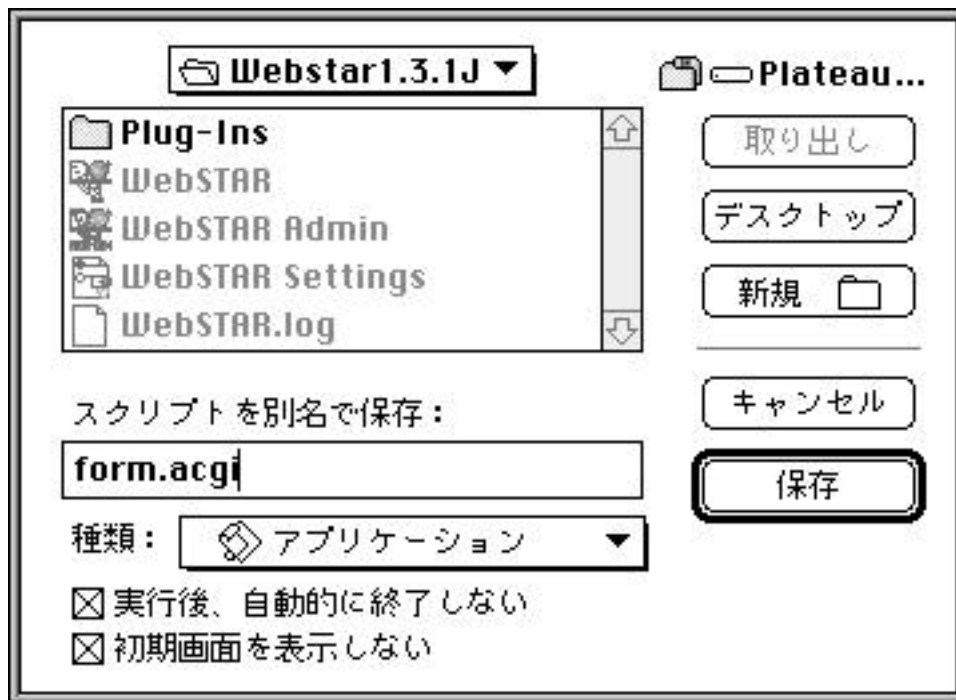 Webstar1.3.1J
Plateau...
Plug-Ins
WebSTAR
WebSTAR Admin
WebSTAR Settings
WebSTAR.log
取り出し
デスクトップ
新規
キャンセル
保存
スクリプトを別名で保存：
form.acgi
種類： アプリケーション
実行後、自動的に終了しない
初期画面を表示しない